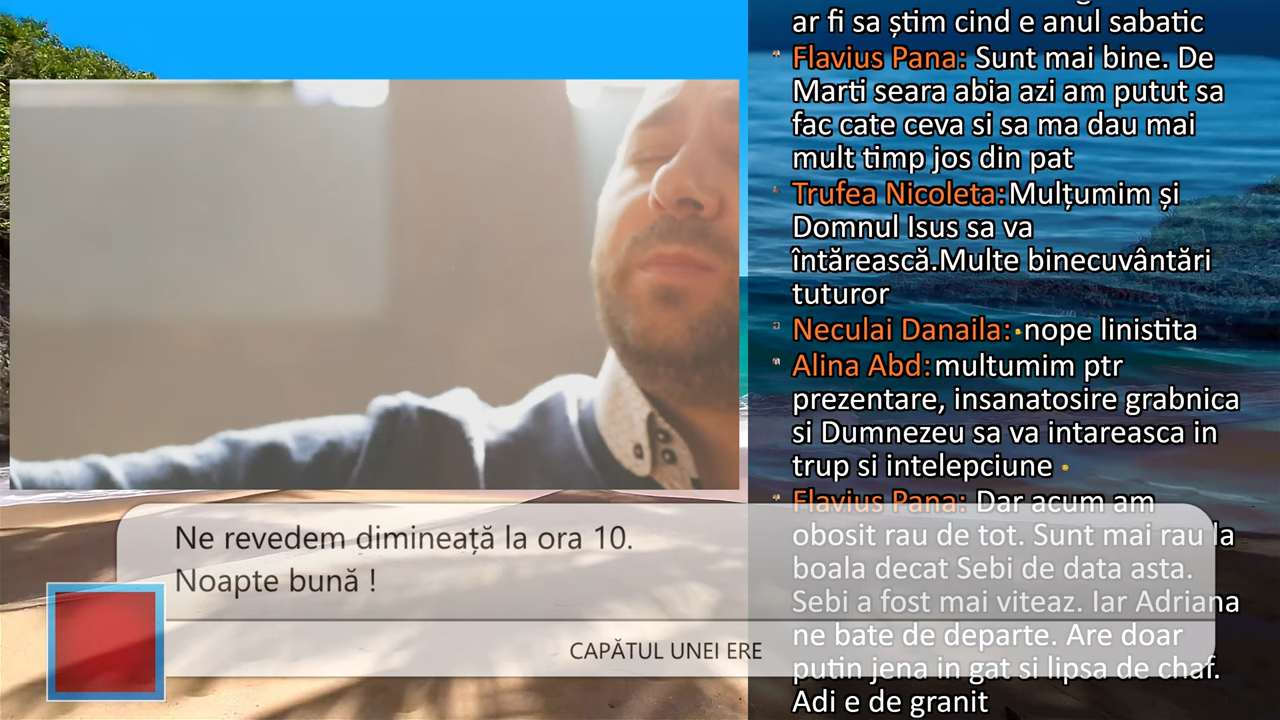 ar fi sa știm cind e anul sabatic
Flavius Pana: Sunt mai bine. De
Marti seara abia azi am putut sa
fac cate ceva si sa ma dau mai
mult timp jos din pat
Trufea Nicoleta: Mulțumim și
Domnul Isus sa va
întărească.Multe binecuvântări
tuturor
Neculai Danaila: nope linistita
Alina Abd: multumim ptr
prezentare, insanatosire grabnica
si Dumnezeu sa va intareasca in
trup si intelepciune
Flavius Pana: Dar acum am
obosit rau de tot. Sunt mai rau la
boala decat Sebi de data asta.
Sebi a fost mai viteaz. Iar Adriana
ne bate de departe. Are doar
putin jena in gat si lipsa de chaf.
Adi e de granit
Ne revedem dimineață la ora 10.
Noapte bună !
CAPĂTUL UNEI ERE